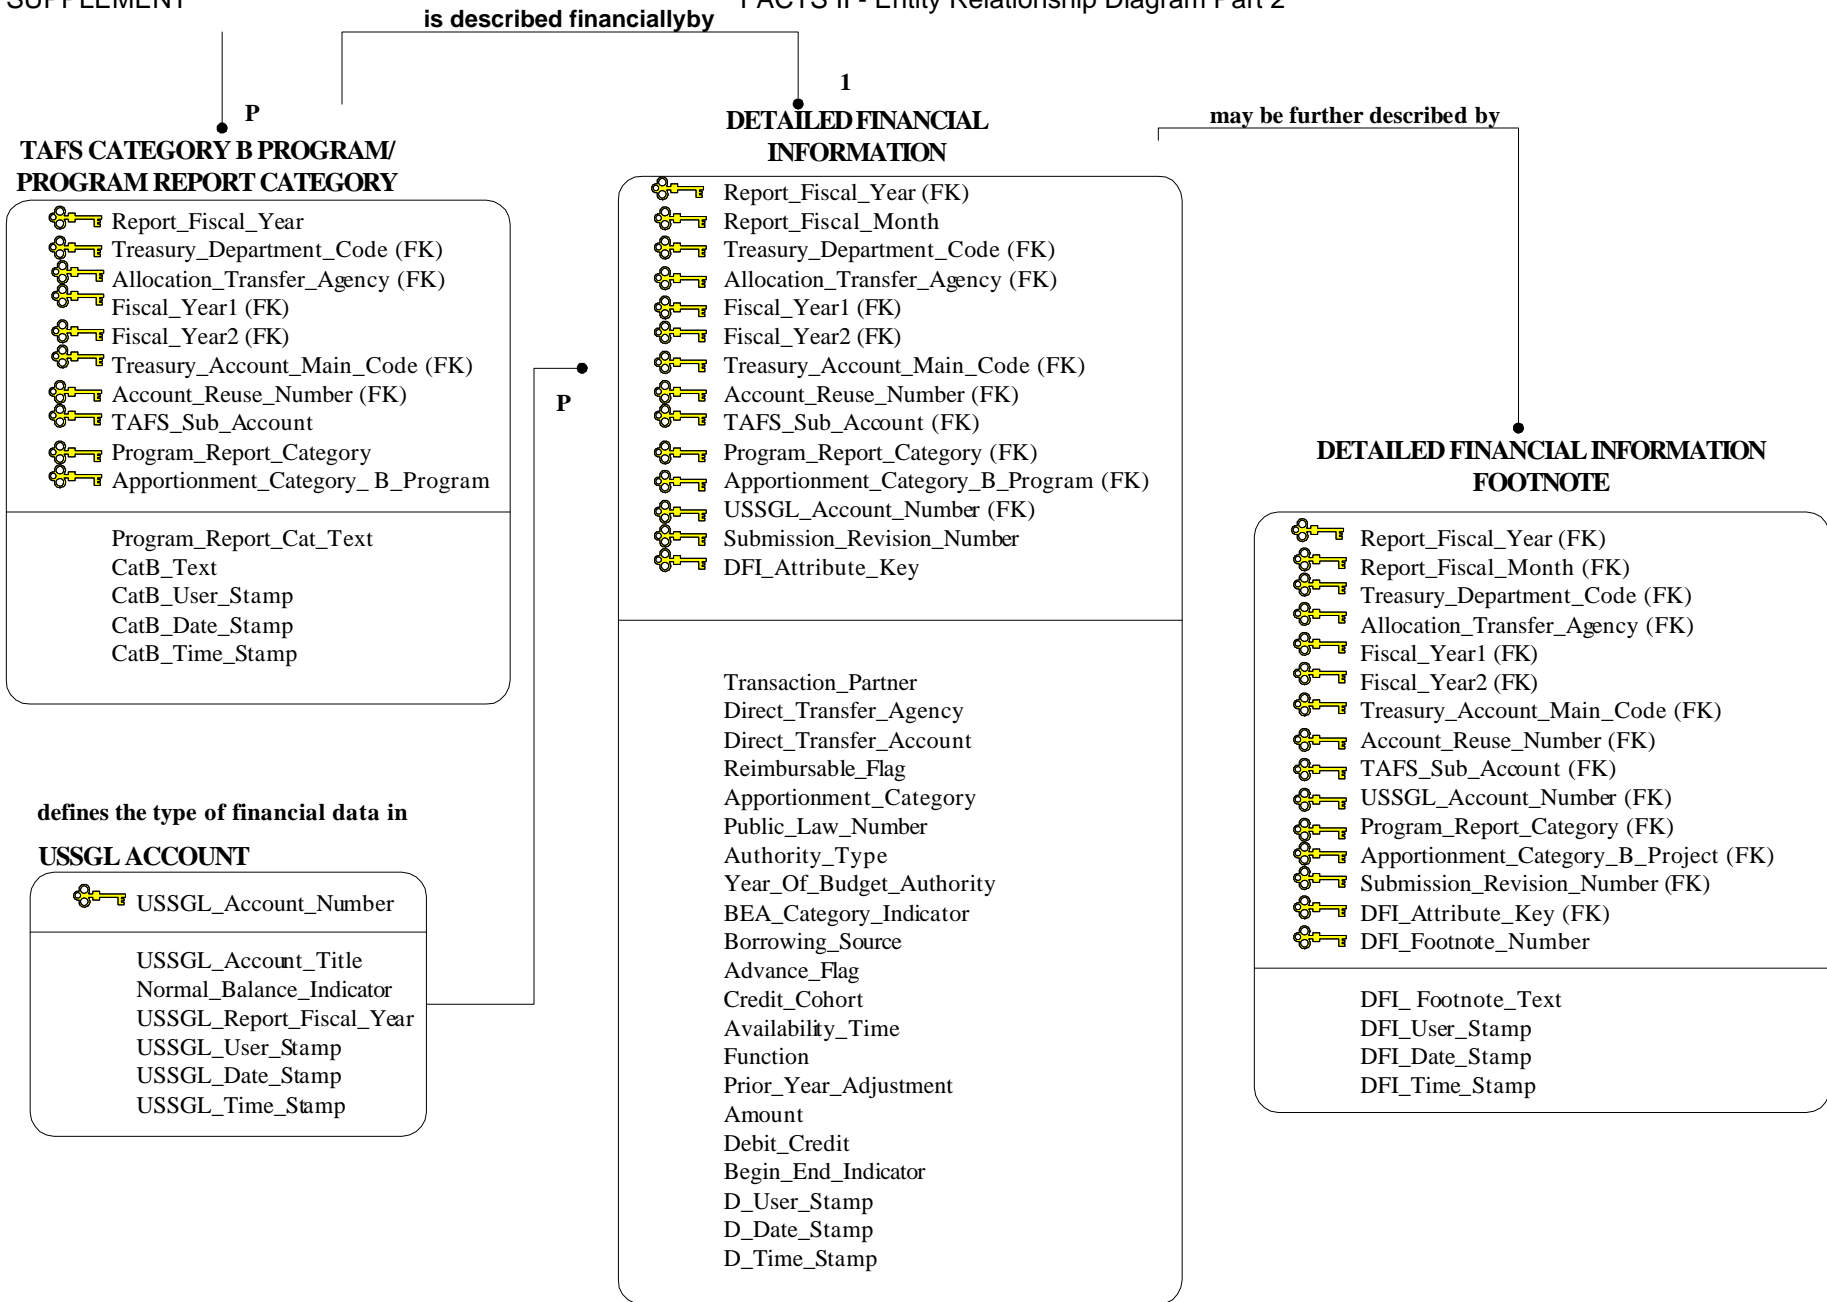 SUPPLEMENT
FACTS II - Entity Relationship Diagram Part 2
is described financiallyby
P
1
TAFS CATEGORY B PROGRAM/
PROGRAM REPORT CATEGORY
Report_Fiscal_Year
Treasury_Department_Code (FK)
Allocation_Transfer_Agency (FK)
Fiscal_Year1 (FK)
Fiscal_Year2 (FK)
Treasury_Account_Main_Code (FK)
Account_Reuse_Number (FK)
TAFS_Sub_Account
Program_Report_Category
Apportionment_Category_ B_Program
Program_Report_Cat_Text
CatB_Text
CatB_User_Stamp
CatB_Date_Stamp
CatB_Time_Stamp
defines the type of financial data in
USSGL ACCOUNT
USSGL_Account_Number
USSGL_Account_Title
Normal_Balance_Indicator
USSGL_Report_Fiscal_Year
USSGL_User_Stamp
USSGL_Date_Stamp
USSGL_Time_Stamp
P
DETAILED FINANCIAL
INFORMATION
Report_Fiscal_Year (FK)
Report_Fiscal_Month
Treasury_Department_Code (FK)
Allocation_Transfer_Agency (FK)
Fiscal_Year1 (FK)
Fiscal_Year2 (FK)
Treasury_Account_Main_Code (FK)
Account_Reuse_Number (FK)
TAFS_Sub_Account (FK)
Program_Report_Category (FK)
Apportionment_Category_B_Program (FK)
USSGL_Account_Number (FK)
Submission_Revision_Number
DFI_Attribute_Key
Transaction_Partner
Direct_Transfer_Agency
Direct_Transfer_Account
Reimbursable_Flag
Apportionment_Category
Public_Law_Number
Authority_Type
Year_Of_Budget_Authority
BEA_Category_Indicator
Borrowing_Source
Advance_Flag
Credit_Cohort
Availability_Time
Function
Prior_Year_Adjustment
Amount
Debit_Credit
Begin_End_Indicator
D_User_Stamp
D_Date_Stamp
D_Time_Stamp
may be further described by
DETAILED FINANCIAL INFORMATION
FOOTNOTE
Report_Fiscal_Year (FK)
Report_Fiscal_Month (FK)
Treasury_Department_Code (FK)
Allocation_Transfer_Agency (FK)
Fiscal_Year1 (FK)
Fiscal_Year2 (FK)
Treasury_Account_Main_Code (FK)
Account_Reuse_Number (FK)
TAFS_Sub_Account (FK)
USSGL_Account_Number (FK)
Program_Report_Category (FK)
Apportionment_Category_B_Project (FK)
Submission_Revision_Number (FK)
DFI_Attribute_Key (FK)
DFI_Footnote_Number
DFI_ Footnote_Text
DFI_User_Stamp
DFI_Date_Stamp
DFI_Time_Stamp